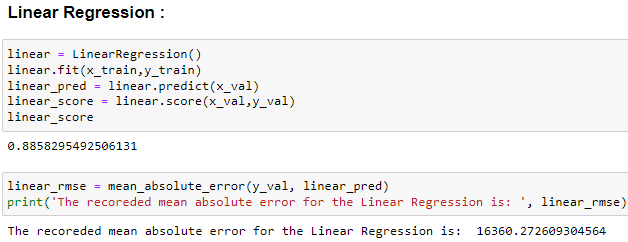 Linear Regression :
linear = LinearRegression()
linear.fit(x_train,y_train)
linear_pred = linear.predict(x_val)
linear_score = linear.score(x_val,y_val)
linear_score
0.8858295492506131
linear_rmse = mean_absolute_error(y_val, linear_pred)
print('The recoreded mean absolute error for the Linear Regression is: ', linear_rmse)
The recoreded mean absolute error for the Linear Regression is:  16360.272609304564